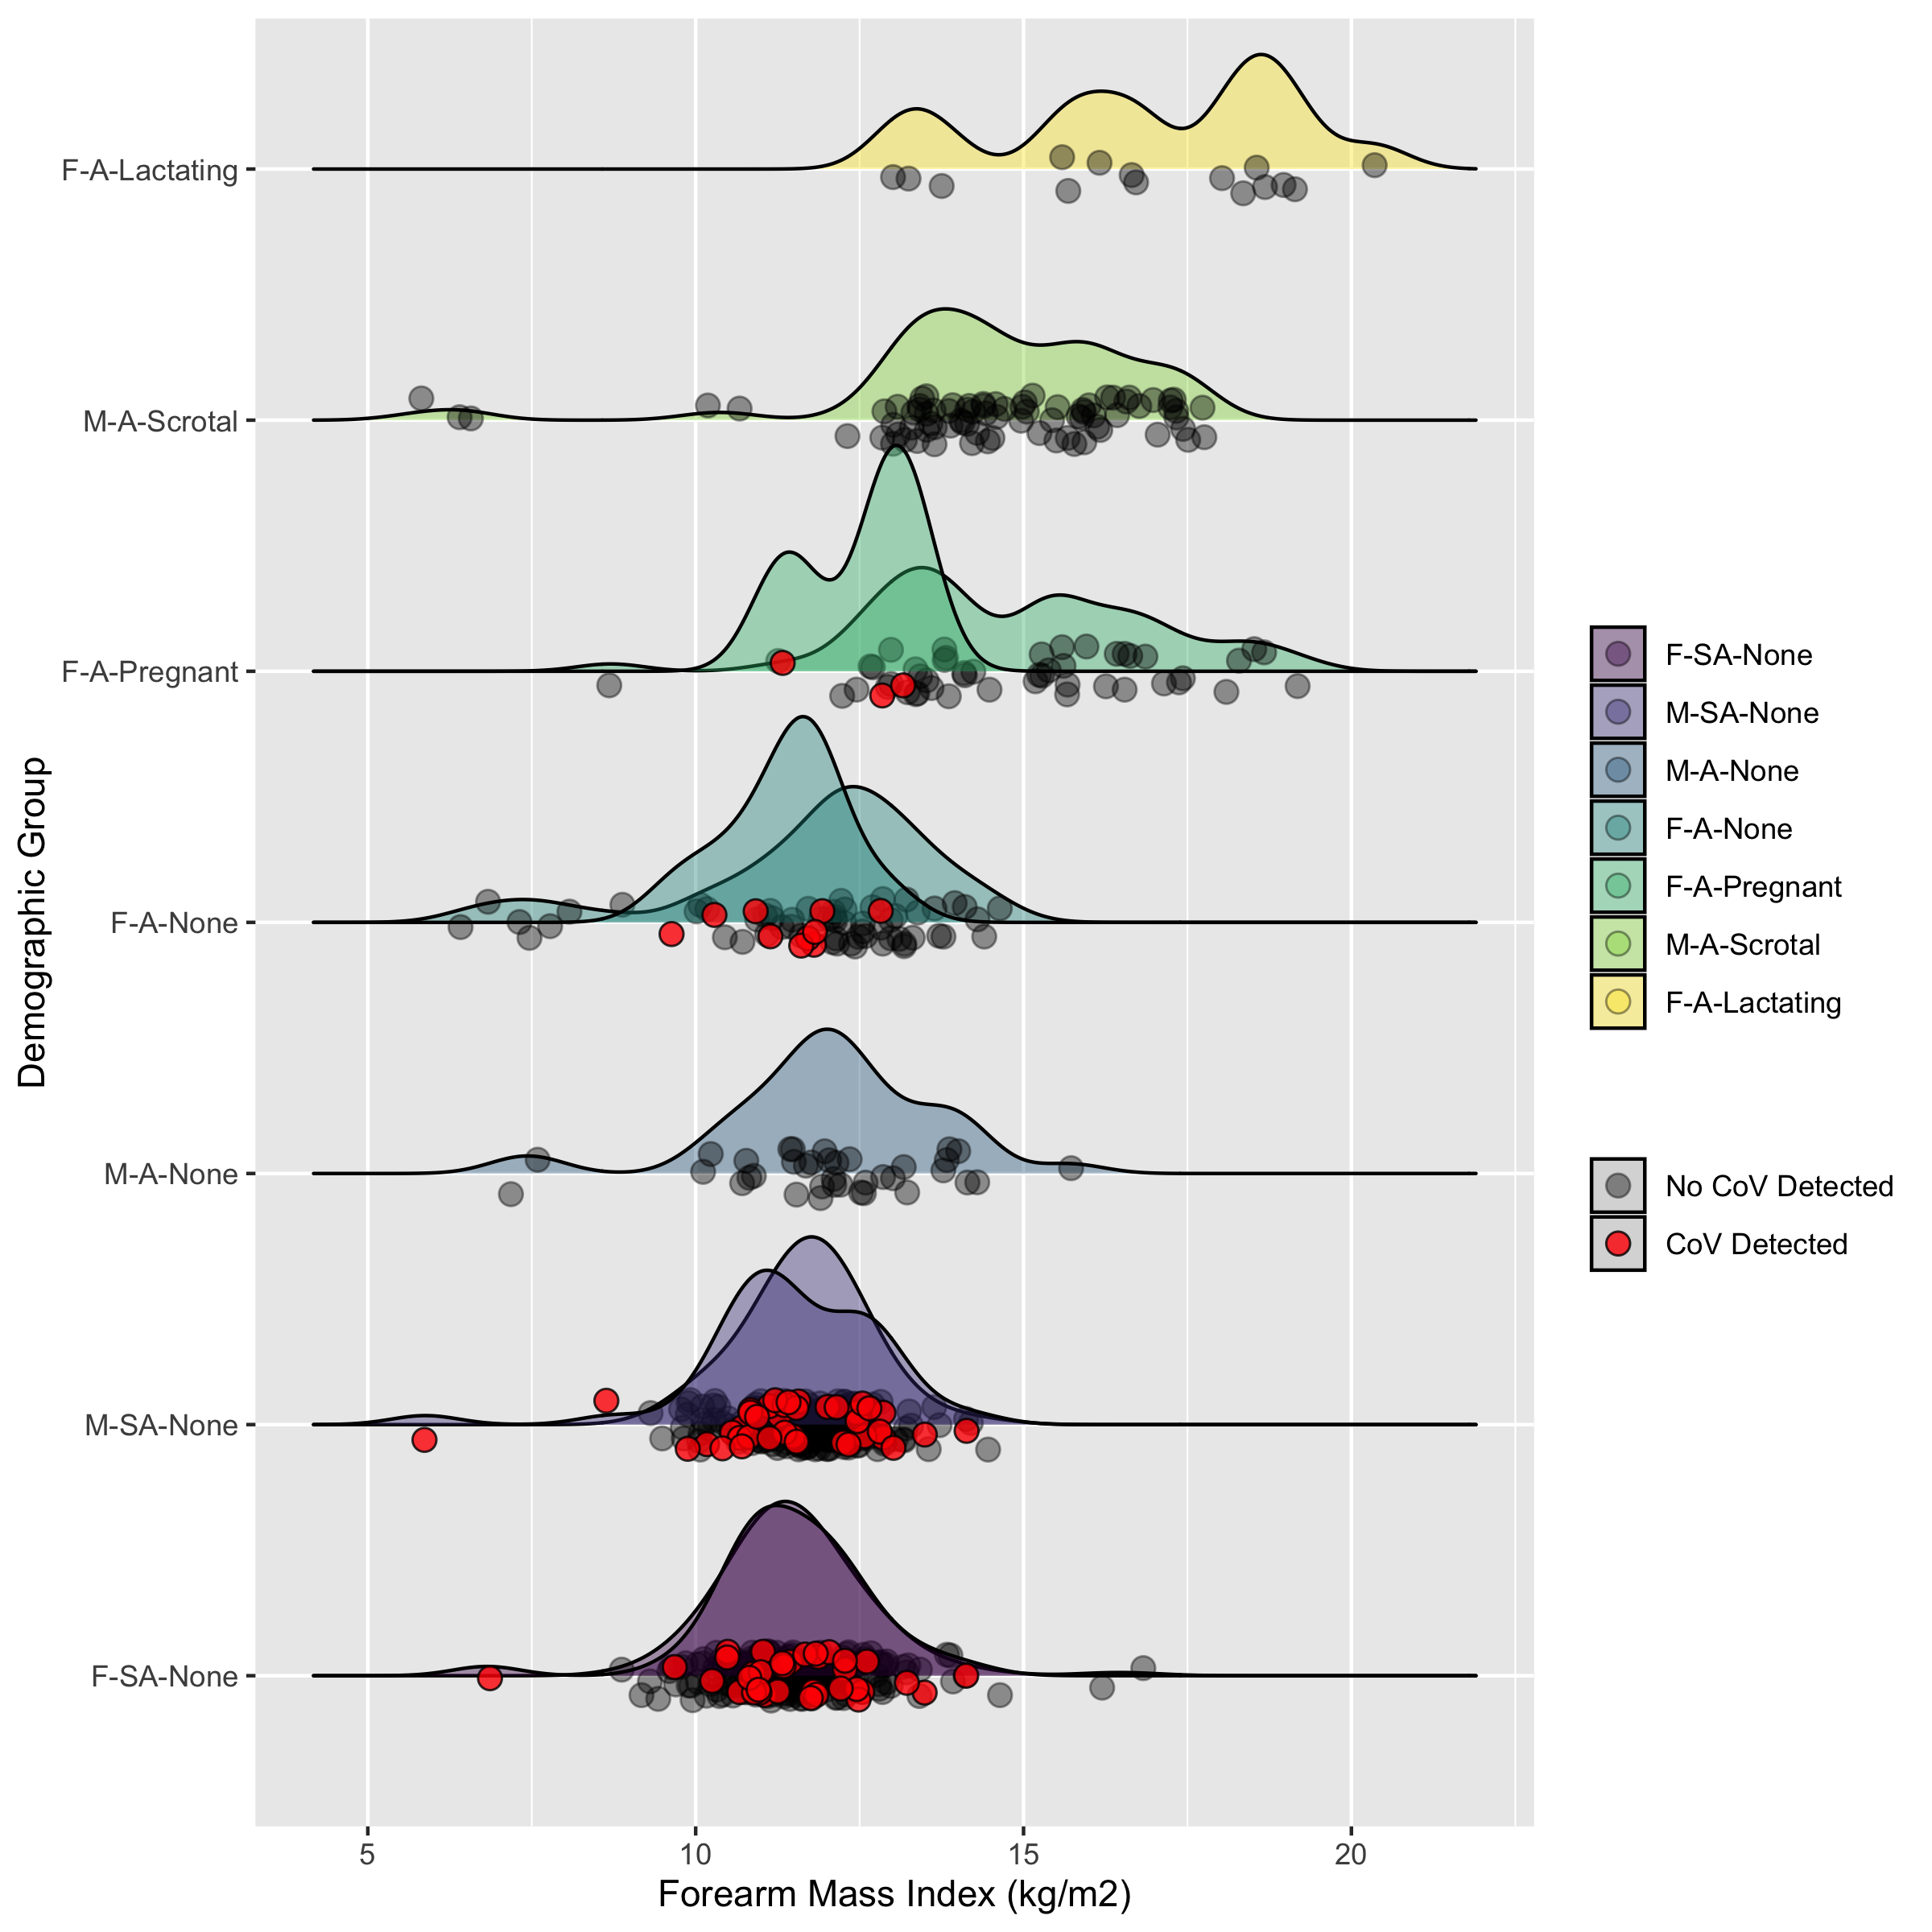 F-A-Lactating
M-A-Scrotal
F-A-Pregnant
F-A-None
M-A-None
M-SA-None
F-SA-None
Demographic Group
5 10 15 20
Forearm Mass Index (kg/m2)
F-SA-None
M-SA-None
M-A-None
F-A-None
F-A-Pregnant
M-A-Scrotal
F-A-Lactating
No CoV Detected
CoV Detected